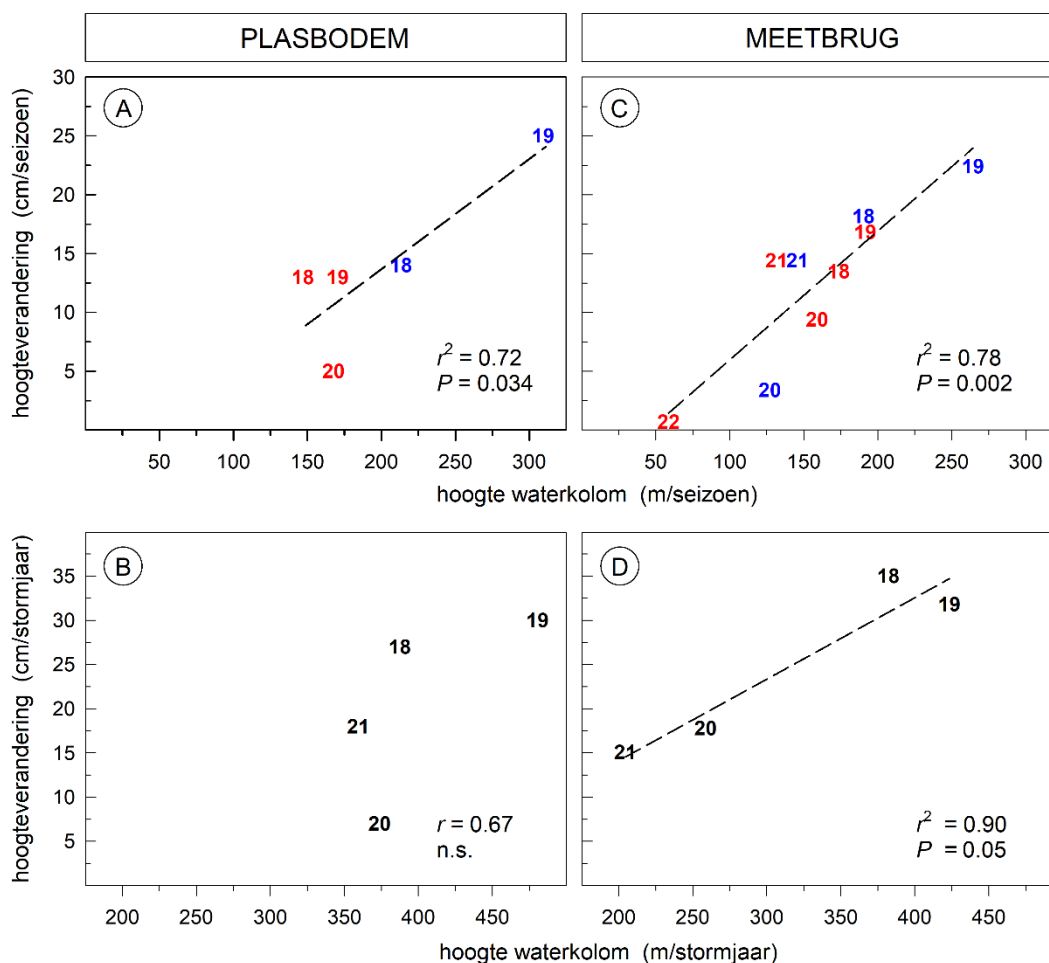 PLASBODEM
MEETBRUG
hoogteverandering (cm/seizoen)
30
25
20
15
10
5
A
19
18
18
19
20
r² = 0.72
P = 0.034
50 100 150 200 250 300
C
19
18
19
21 21
18
20
20
22
r² = 0.78
P = 0.002
50 100 150 200 250 300
hoogte waterkolom (m/seizoen)
hoogteverandering (cm/stormjaar)
35
30
25
20
15
10
5
B
19
18
21
20
r = 0.67
n.s.
200 250 300 350 400 450
D
18
19
20
21
r² = 0.90
P = 0.05
200 250 300 350 400 450
hoogte waterkolom (m/stormjaar)